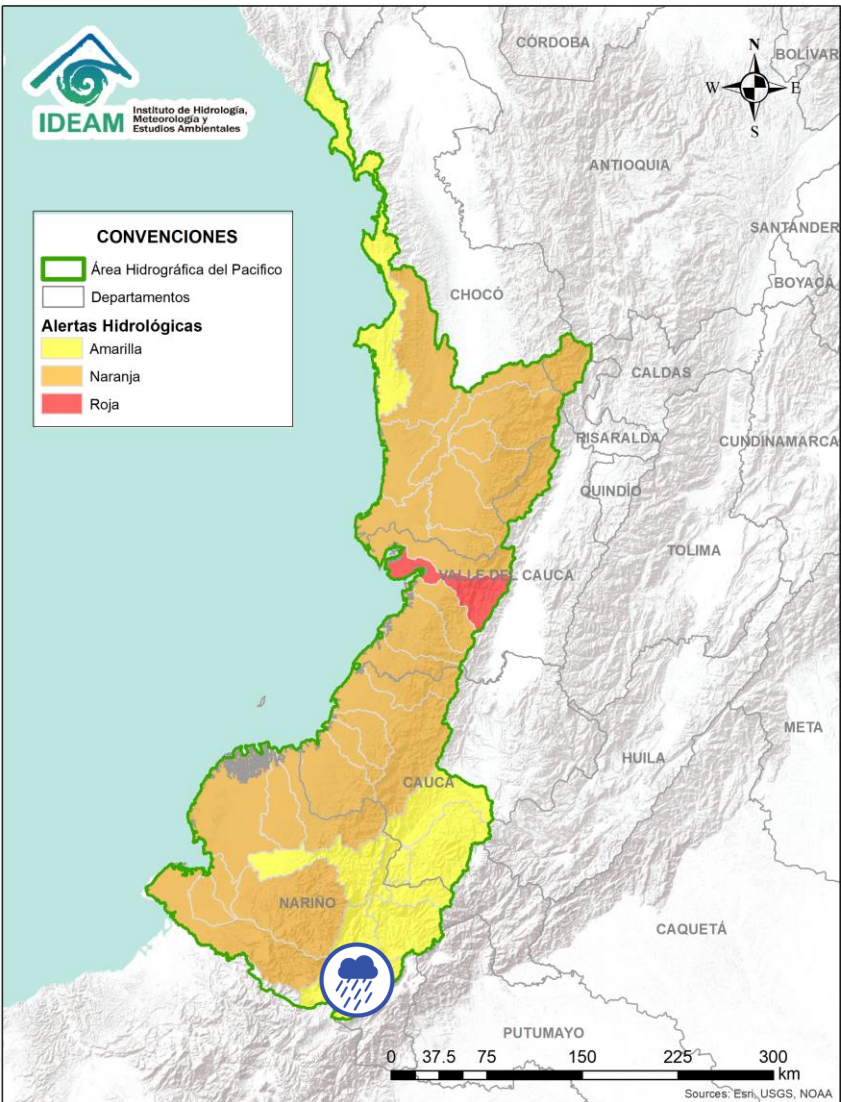 IDEAM
Instituto de Hidrología,
Meteorología y
Estudios Ambientales
CÓRDOBA
BOLIVAR
N
W
E
S
ANTIOQUIA
SANTANDER
CONVENCIONES
Área Hidrográfica del Pacifico
Departamentos
Alertas Hidrológicas
Amarilla
Naranja
Roja
BOYACÁ
CHOCÓ
CALDAS
RISARALDA
CUNDINAMARCA
QUINDÍO
TOLIMA
VALLE DEL CAUCA
META
HUILA
CAUCA
NARIÑO
CAQUETÁ
PUTUMAYO
0 37.5 75 150 225 300
km
Sources: Esri, USGS, NOAA